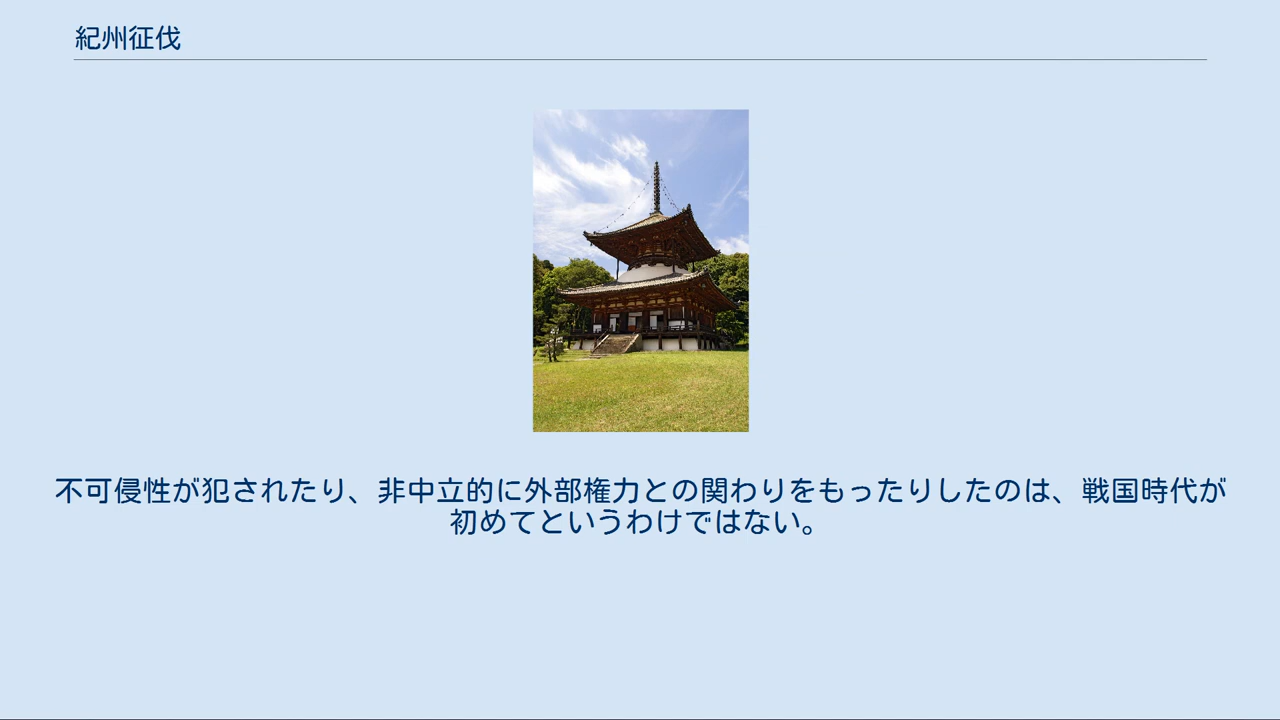 紀州征伐
不可侵性が犯されたり、非中立的に外部権力との関わりをもったりしたのは、戦国時代が
初めてというわけではない。